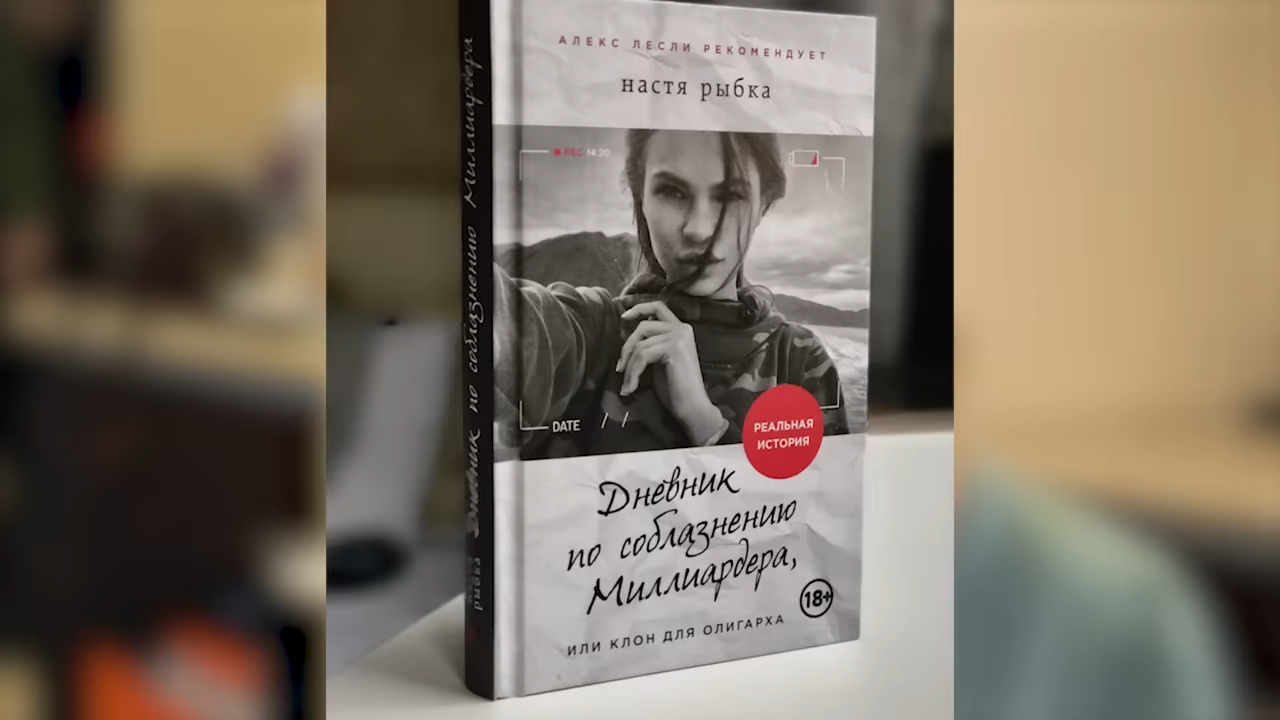 АЛЕКС ЛЕСЛИ РЕКОМЕНДУЕТ
настя рыбка
REC 14:20
DATE / /
РЕАЛЬНАЯ
ИСТОРИЯ
Дневник
по соблазнению
Миллиардера,
18+
ИЛИ КЛОН ДЛЯ ОЛИГАРХА
рыбка Дневник по соблазнению Миллиардера